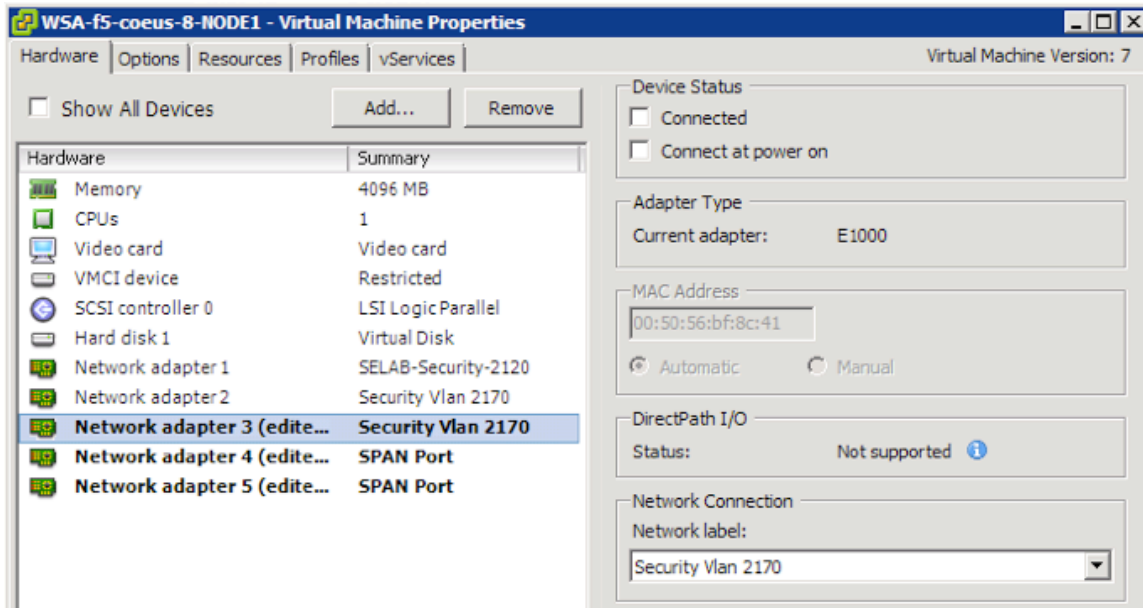 WSA-f5-coeus-8-NODE1 - Virtual Machine Properties
Hardware Options Resources Profiles vServices Virtual Machine Version: 7
Show All Devices Add... Remove
Hardware Summary
Memory 4096 MB
CPUs 1
Video card Video card
VMCI device Restricted
SCSI controller 0 LSI Logic Parallel
Hard disk 1 Virtual Disk
Network adapter 1 SELAB-Security-2120
Network adapter 2 Security Vlan 2170
Network adapter 3 (edite... Security Vlan 2170
Network adapter 4 (edite... SPAN Port
Network adapter 5 (edite... SPAN Port
Device Status
Connected
Connect at power on
Adapter Type
Current adapter: E1000
MAC Address
00:50:56:bf:8c:41
Automatic Manual
DirectPath I/O
Status: Not supported
Network Connection
Network label:
Security Vlan 2170